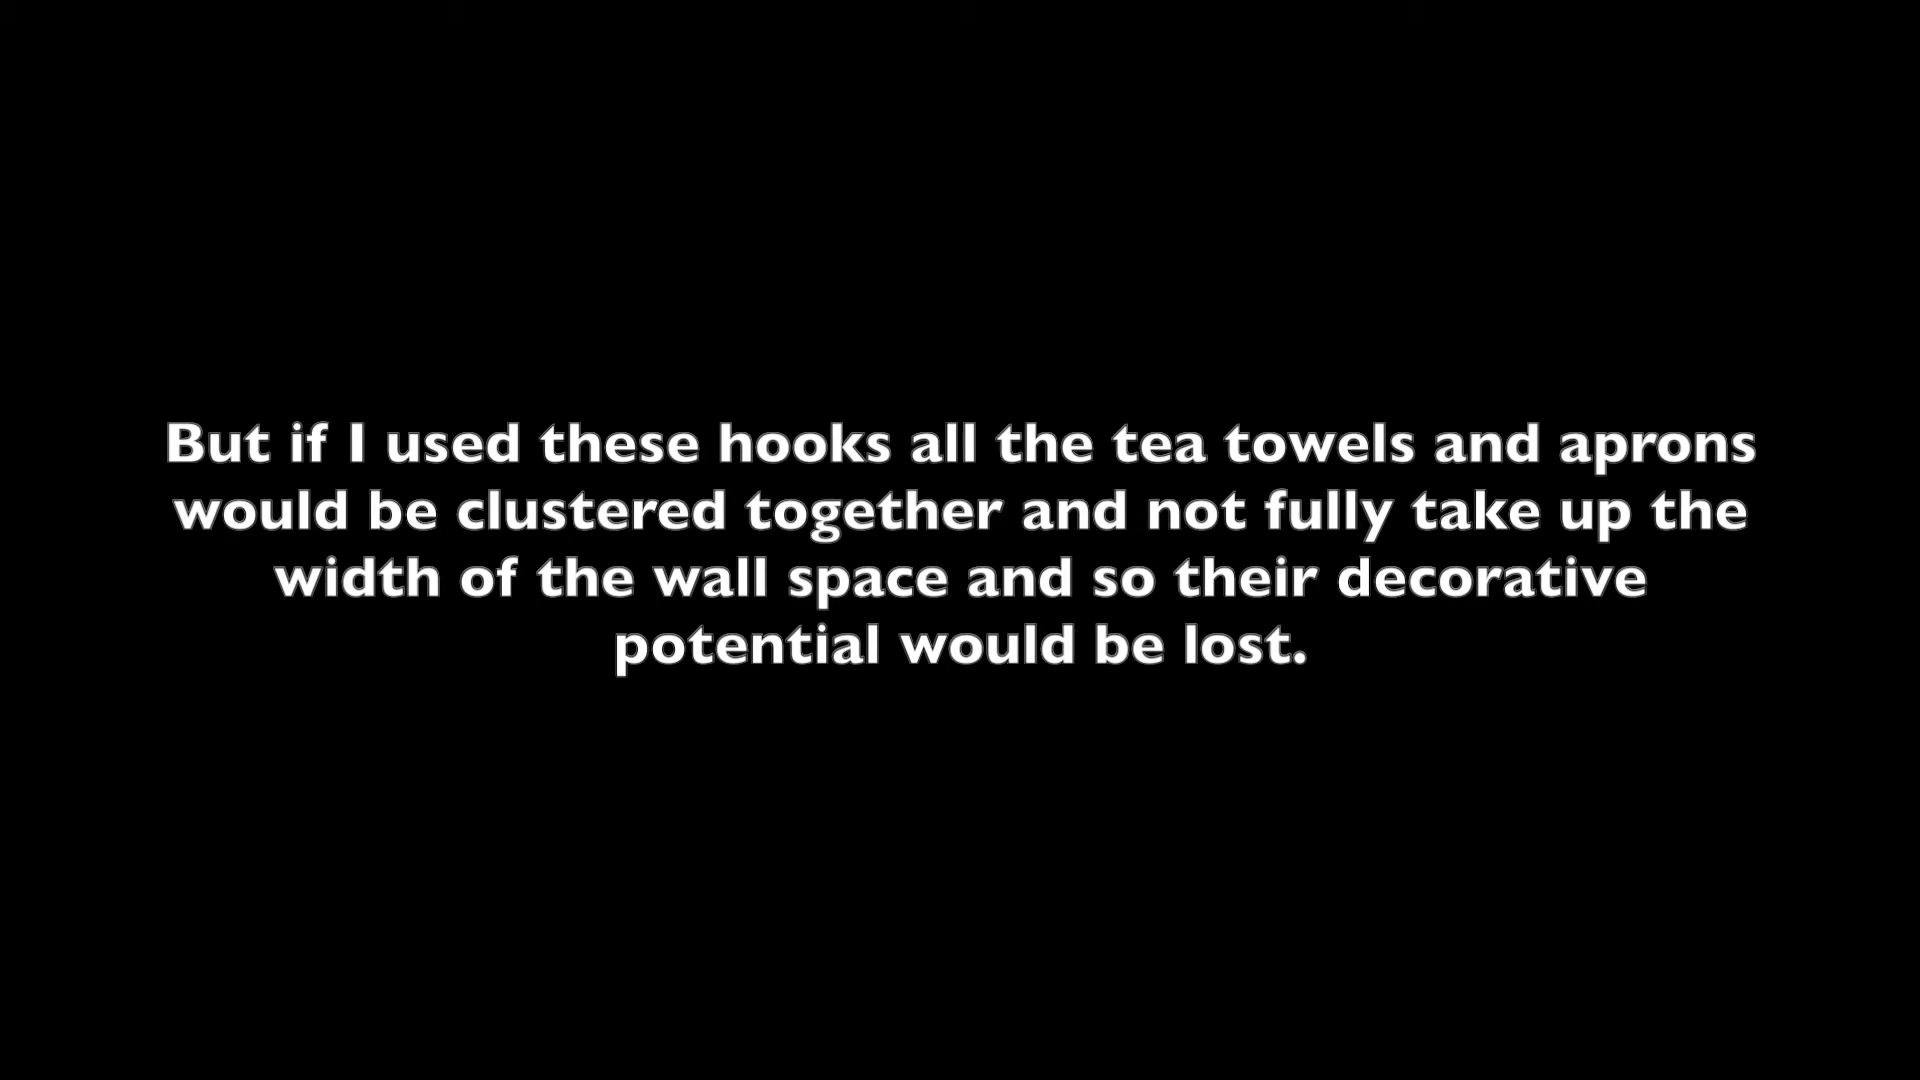 But if I used these hooks all the tea towels and aprons
would be clustered together and not fully take up the
width of the wall space and so their decorative
potential would be lost.